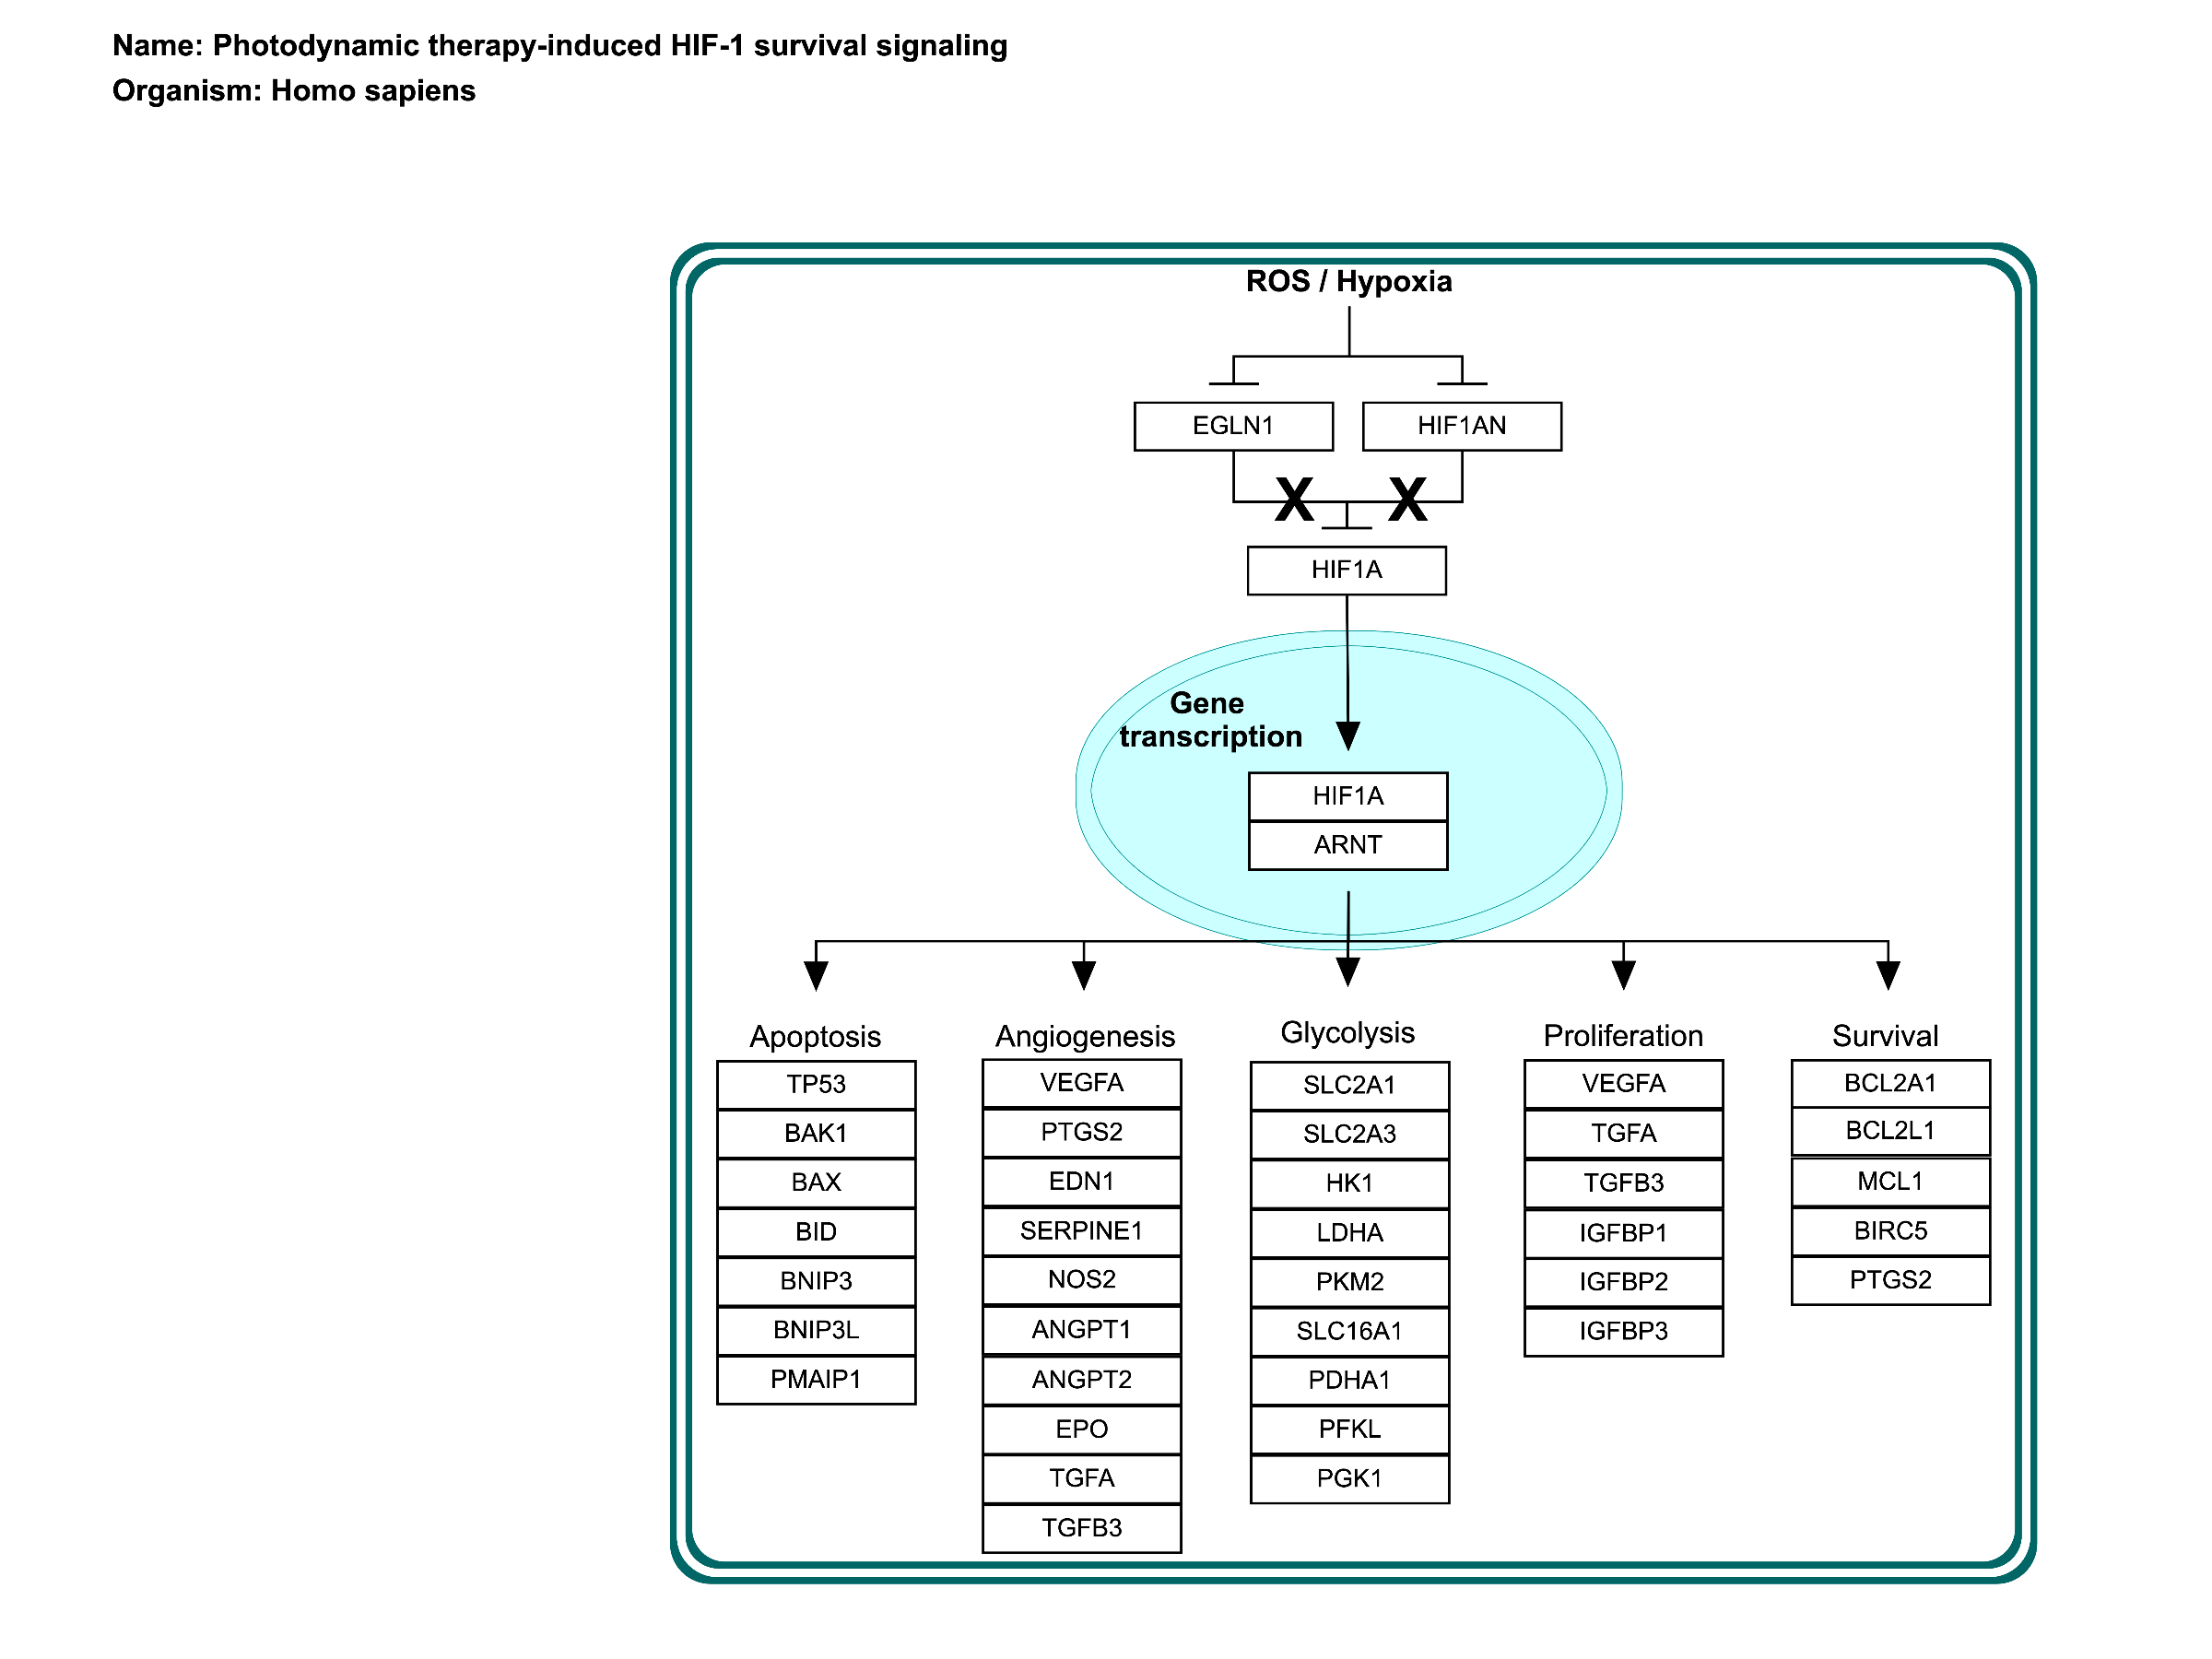 Name: Photodynamic therapy-induced HIF-1 survival signaling
Organism: Homo sapiens
ROS / Hypoxia
EGLN1
HIF1AN
X
X
HIF1A
Gene
transcription
HIF1A
ARNT
Apoptosis
TP53
BAK1
BAX
BID
BNIP3
BNIP3L
PMAIP1
Angiogenesis
VEGFA
PTGS2
EDN1
SERPINE1
NOS2
ANGPT1
ANGPT2
EPO
TGFA
TGFB3
Glycolysis
SLC2A1
SLC2A3
HK1
LDHA
PKM2
SLC16A1
PDHA1
PFKL
PGK1
Proliferation
VEGFA
TGFA
TGFB3
IGFBP1
IGFBP2
IGFBP3
Survival
BCL2A1
BCL2L1
MCL1
BIRC5
PTGS2